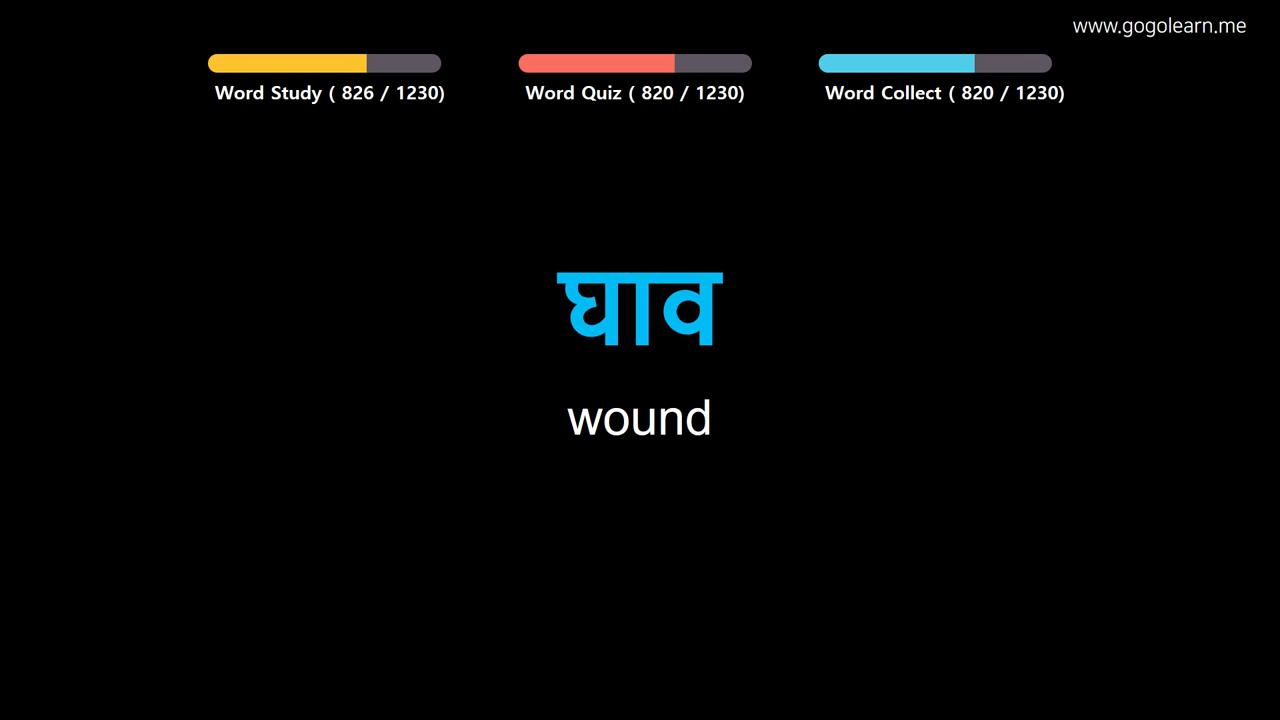 www.gogolearn.me
Word Study ( 826 / 1230)
Word Quiz ( 820 / 1230)
Word Collect ( 820 / 1230)
घाव
wound